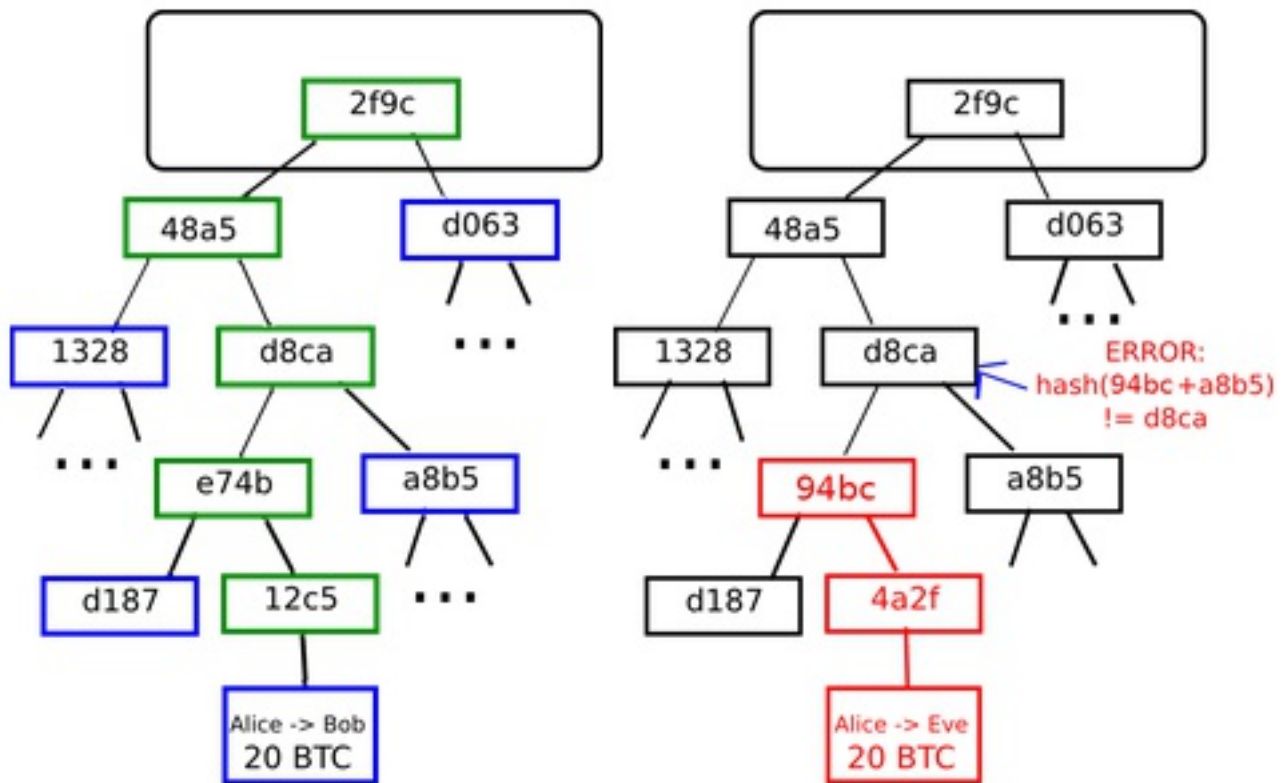 2f9c
48a5
d063
1328
d8ca
...
...
e74b
a8b5
d187
12c5
...
Alice -> Bob
20 BTC
2f9c
48a5
d063
...
1328
d8ca
ERROR:
hash(94bc+a8b5)
!= d8ca
...
94bc
a8b5
d187
4a2f
Alice -> Eve
20 BTC